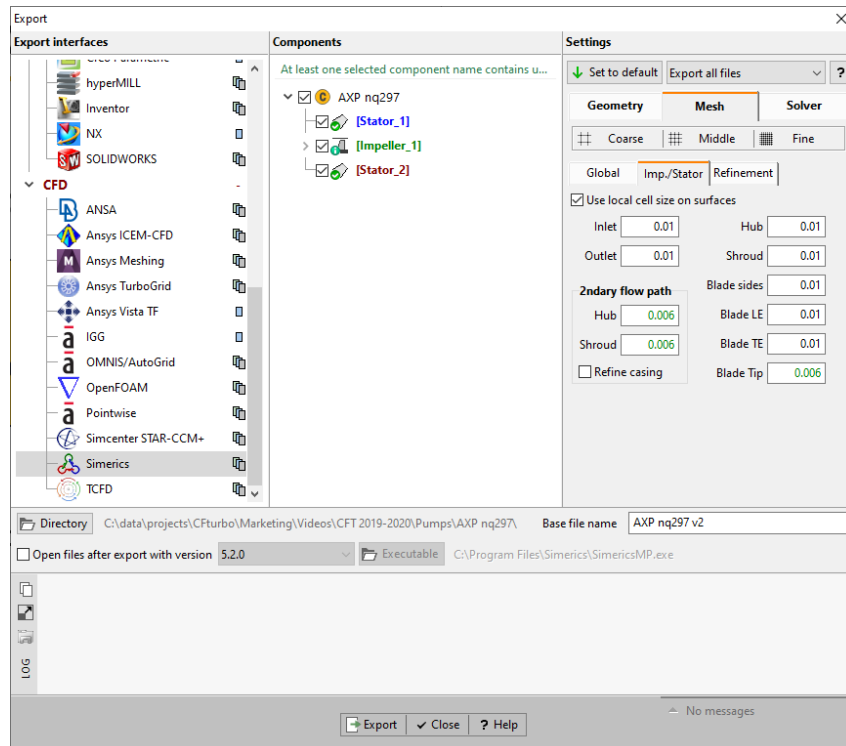 Export
Export interfaces
Components
Settings
Creo Parametric
hyperMILL
Inventor
NX
SOLIDWORKS
CFD
ANSA
Ansys ICEM-CFD
Ansys Meshing
Ansys TurboGrid
Ansys Vista TF
IGG
OMNIS/AutoGrid
OpenFOAM
Pointwise
Simcenter STAR-CCM+
Simerics
TCFD
At least one selected component name contains u...
C AXP nq297
[Stator_1]
[Impeller_1]
[Stator_2]
Set to default Export all files ?
Geometry Mesh Solver
Coarse Middle Fine
Global Imp./Stator Refinement
Use local cell size on surfaces
Inlet 0.01 Hub 0.01
Outlet 0.01 Shroud 0.01
2ndary flow path Blade sides 0.01
Hub 0.006 Blade LE 0.01
Shroud 0.006 Blade TE 0.01
Refine casing Blade Tip 0.006
Directory C:\data\projects\CFturbo\Marketing\Videos\CFT 2019-2020\Pumps\AXP nq297\ Base file name AXP nq297 v2
Open files after export with version 5.2.0 Executable C:\Program Files\Simerics\SimericsMP.exe
LOG
No messages
Export Close ? Help